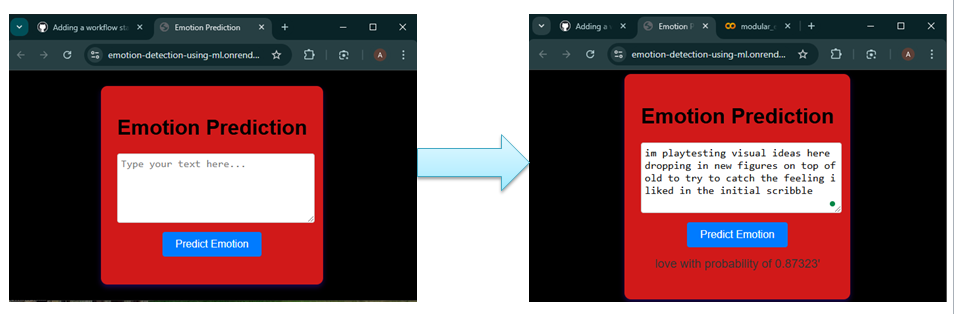 Adding a workflow sta
Emotion Prediction
emotion-detection-using-ml.onrend...
A
Emotion Prediction
Type your text here...
Predict Emotion
Adding a
Emotion P
modular_
emotion-detection-using-ml.onrend...
A
Emotion Prediction
im playtesting visual ideas here
dropping in new figures on top of
old to try to catch the feeling i
liked in the initial scribble
Predict Emotion
love with probability of 0.87323'